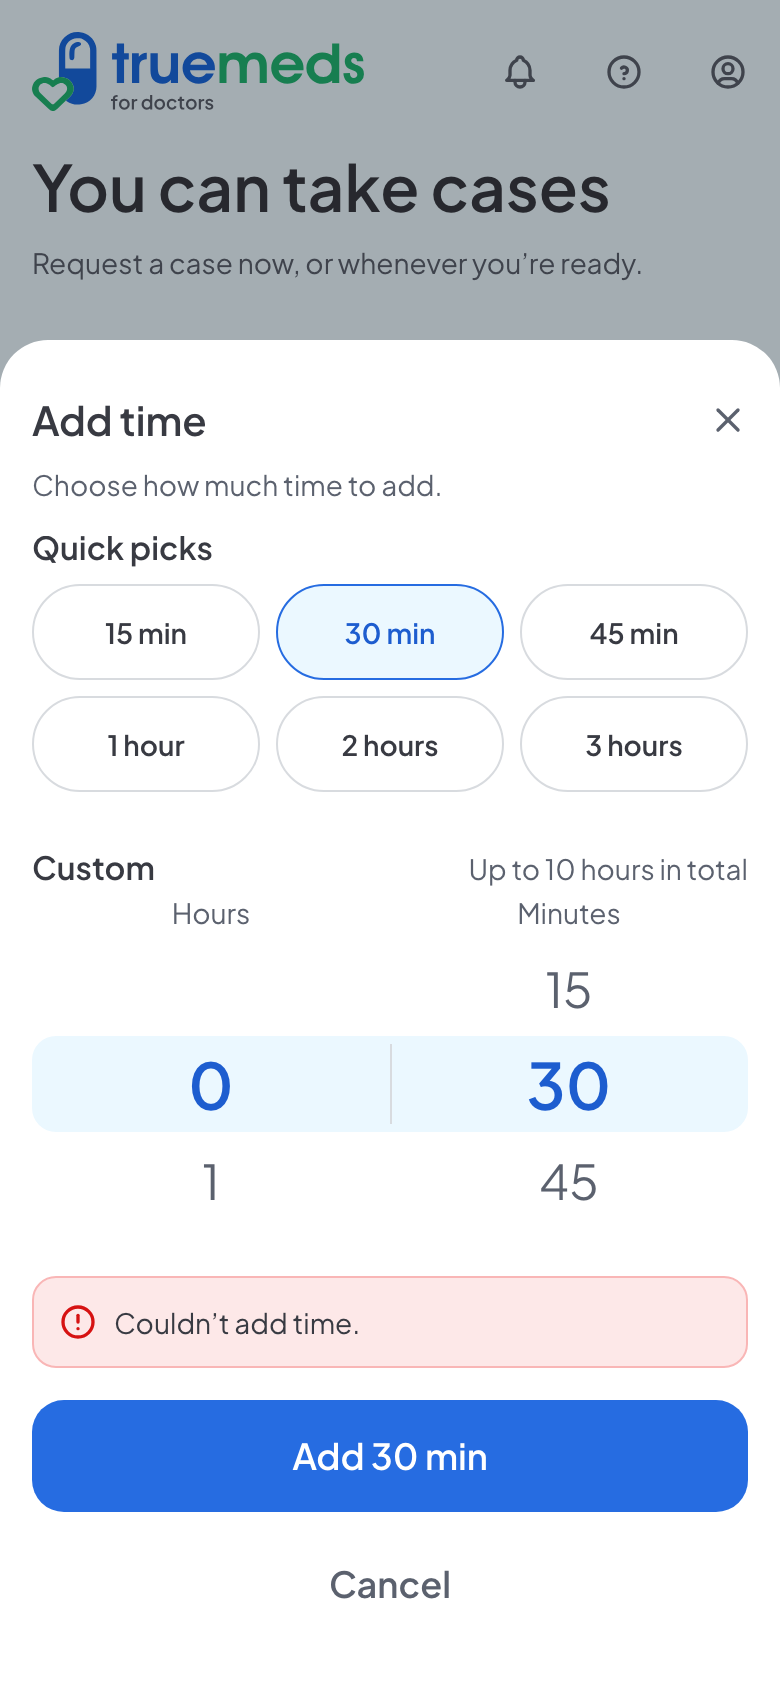 truemeds
for doctors
You can take cases
Request a case now, or whenever you’re ready.
Add time
Choose how much time to add.
Quick picks
15 min
30 min
45 min
1 hour
2 hours
3 hours
Custom
Up to 10 hours in total
Hours
Minutes
15
0
30
1
45
Couldn’t add time.
Add 30 min
Cancel